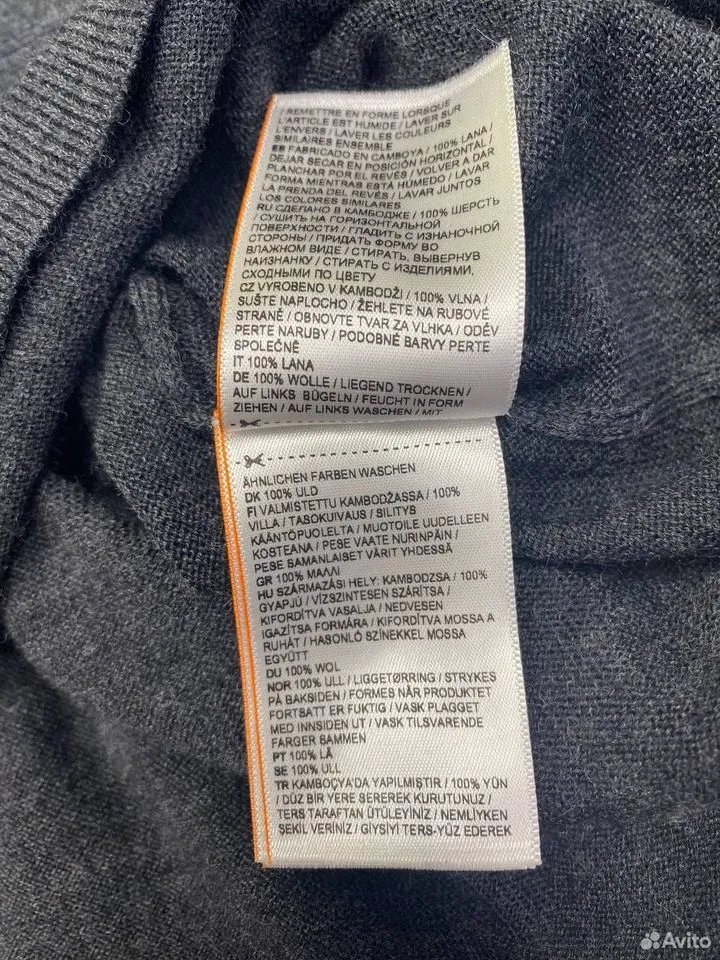 / REMETTRE EN FORME LORSQUE
L'ARTICLE EST HUMIDE / LAVER SUR
L'ENVERS / LAVER LES COULEURS
SIMILAIRES ENSEMBLE
ES FABRICADO EN CAMBOYA / 100% LANA /
DEJAR SECAR EN POSICIÓN HORIZONTAL /
PLANCHAR POR EL REVÉS / VOLVER A DAR
FORMA MIENTRAS ESTÁ HÚMEDO / LAVAR
LA PRENDA DEL REVÉS / LAVAR JUNTOS
LOS COLORES SIMILARES
RU СДЕЛАНО В КАМБОДЖЕ / 100% ШЕРСТЬ
/ СУШИТЬ НА ГОРИЗОНТАЛЬНОЙ
ПОВЕРХНОСТИ / ГЛАДИТЬ С ИЗНАНОЧНОЙ
СТОРОНЫ / ПРИДАТЬ ФОРМУ ВО
ВЛАЖНОМ ВИДЕ / СТИРАТЬ, ВЫВЕРНУВ
НАИЗНАНКУ / СТИРАТЬ С ИЗДЕЛИЯМИ,
СХОДНЫМИ ПО ЦВЕТУ
CZ VYROBENO V KAMBODŽI / 100% VLNA /
SUŠTE NAPLOCHO / ŽEHLETE NA RUBOVÉ
STRANĚ / OBNOVTE TVAR ZA VLHKA / ODĚV
PERTE NARUBY / PODOBNÉ BARVY PERTE
SPOLEČNĚ
IT 100% LANA
DE 100% WOLLE / LIEGEND TROCKNEN /
AUF LINKS BÜGELN / FEUCHT IN FORM
ZIEHEN / AUF LINKS WASCHEN / MIT
ÄHNLICHEN FARBEN WASCHEN
DK 100% ULD
FI VALMISTETTU KAMBODŽASSA / 100%
VILLA / TASOKUIVAUS / SILITYS
KÄÄNTÖPUOLELTA / MUOTOILE UUDELLEEN
KOSTEANA / PESE VAATE NURINPÄIN /
PESE SAMANLAISET VÄRIT YHDESSÄ
GR 100% ΜΑΛΛΙ
HU SZÁRMAZÁSI HELY: KAMBODZSA / 100%
GYAPJÚ / VÍZSZINTESEN SZÁRÍTSA /
KIFORDÍTVA VASALJA / NEDVESEN
IGAZÍTSA FORMÁRA / KIFORDÍTVA MOSSA A
RUHÁT / HASONLÓ SZÍNEKKEL MOSSA
EGYÜTT
DU 100% WOL
NOR 100% ULL / LIGGETØRRING / STRYKES
PÅ BAKSIDEN / FORMES NÅR PRODUKTET
FORTSATT ER FUKTIG / VASK PLAGGET
MED INNSIDEN UT / VASK TILSVARENDE
FARGER SAMMEN
PT 100% LÃ
SE 100% ULL
TR KAMBOÇYA'DA YAPILMIŞTIR / 100% YÜN
/ DÜZ BİR YERE SEREREK KURUTUNUZ /
TERS TARAFTAN ÜTÜLEYİNİZ / NEMLİYKEN
ŞEKİL VERİNİZ / GİYSİYİ TERS-YÜZ EDEREK
Avito